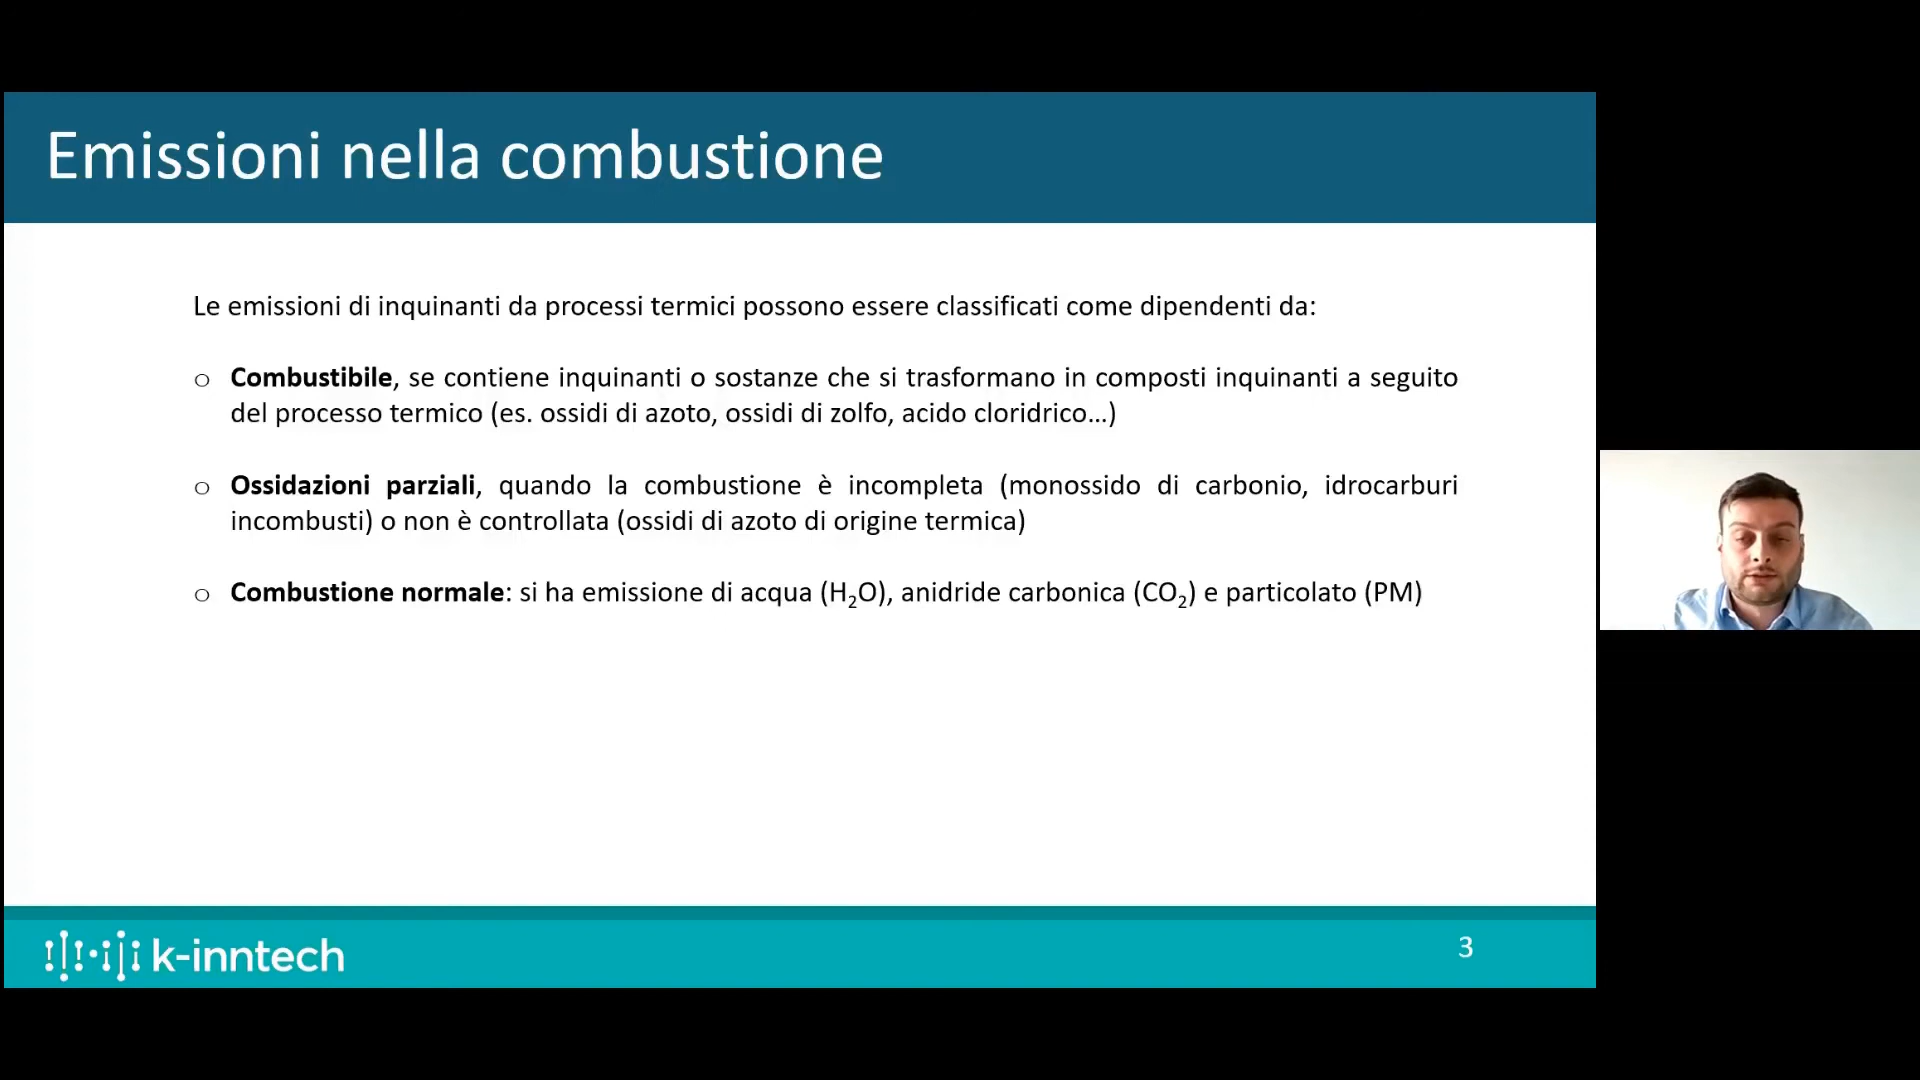 Emissioni nella combustione
Le emissioni di inquinanti da processi termici possono essere classificati come dipendenti da:
o Combustibile, se contiene inquinanti o sostanze che si trasformano in composti inquinanti a seguito
del processo termico (es. ossidi di azoto, ossidi di zolfo, acido cloridrico…)
o Ossidazioni parziali, quando la combustione è incompleta (monossido di carbonio, idrocarburi
incombusti) o non è controllata (ossidi di azoto di origine termica)
o Combustione normale: si ha emissione di acqua (H₂O), anidride carbonica (CO₂) e particolato (PM)
k-inntech
3